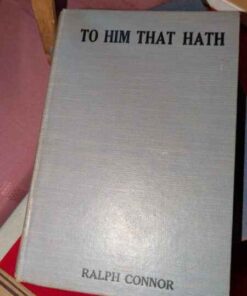 TO HIM THAT HATH
RALPH CONNOR